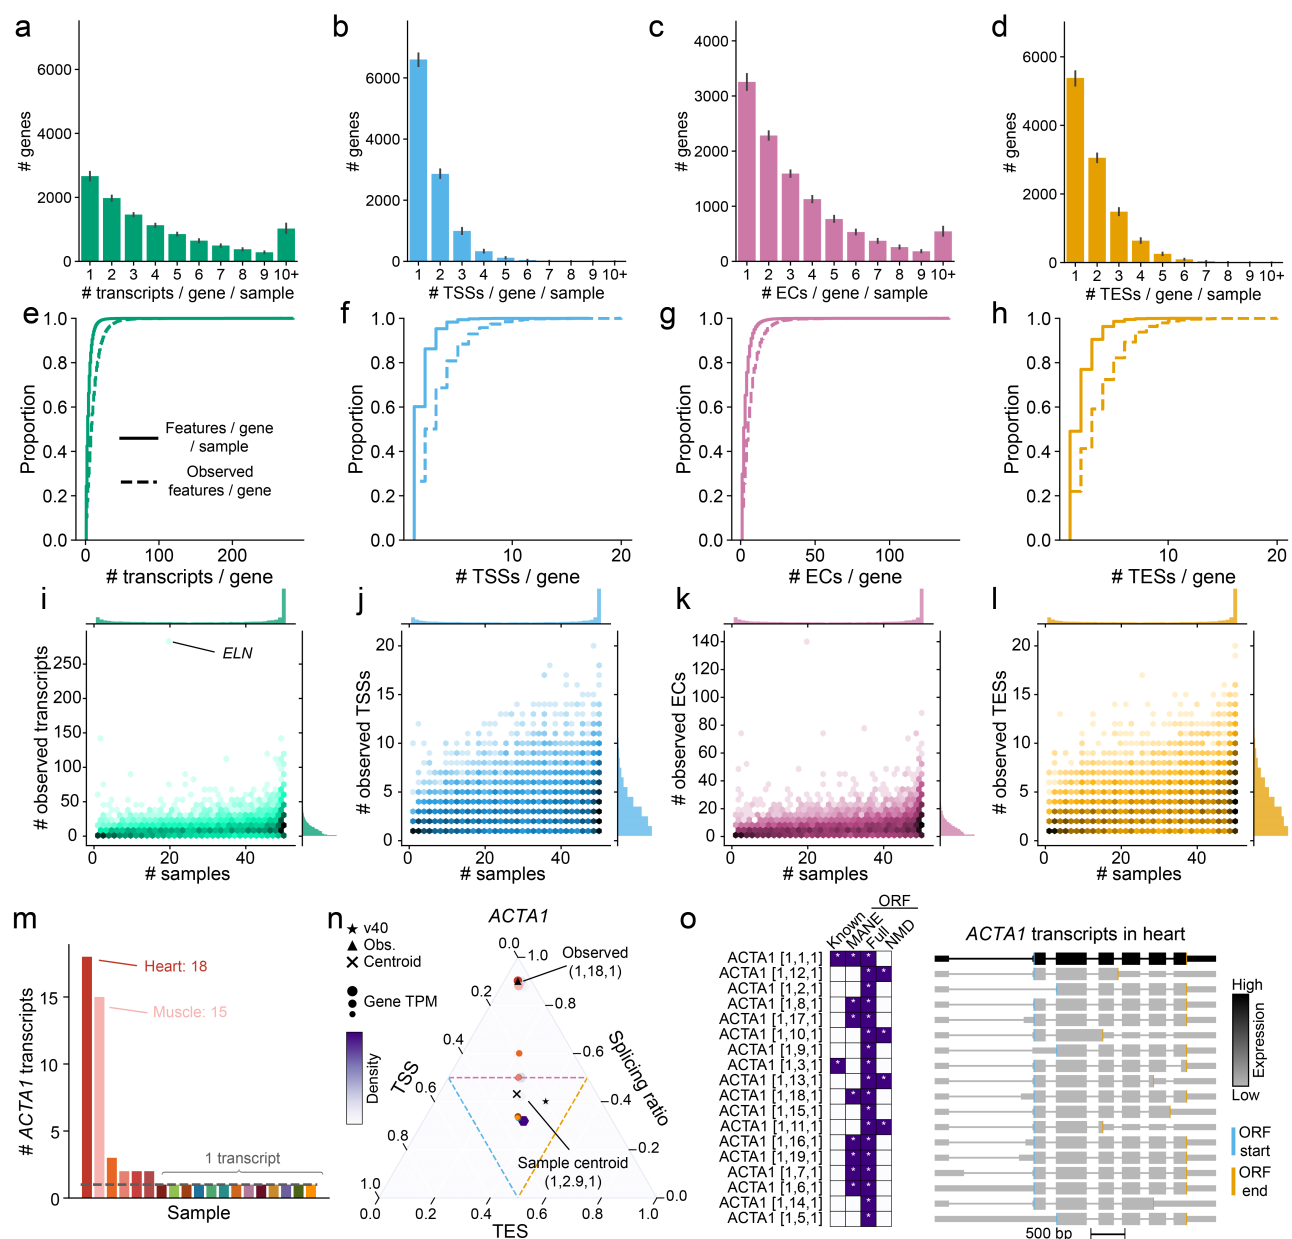 a
b
c
d
# genes
6000
4000
2000
0
1 2 3 4 5 6 7 8 9 10+
# transcripts / gene / sample
# genes
6000
4000
2000
0
1 2 3 4 5 6 7 8 9 10+
# TSSs / gene / sample
# genes
4000
3000
2000
1000
0
1 2 3 4 5 6 7 8 9 10+
# ECs / gene / sample
# genes
6000
4000
2000
0
1 2 3 4 5 6 7 8 9 10+
# TESs / gene / sample
e
Proportion
1.0
0.8
0.6
0.4
0.2
0.0
Features / gene
/ sample
Observed
features / gene
0 100 200
# transcripts / gene
f
Proportion
1.0
0.8
0.6
0.4
0.2
0.0
10 20
# TSSs / gene
g
Proportion
1.0
0.8
0.6
0.4
0.2
0.0
0 50 100
# ECs / gene
h
Proportion
1.0
0.8
0.6
0.4
0.2
0.0
10 20
# TESs / gene
i
# observed transcripts
250
200
150
100
50
0
ELN
0 20 40
# samples
j
# observed TSSs
20
15
10
5
0
0 20 40
# samples
k
# observed ECs
140
120
100
80
60
40
20
0
0 20 40
# samples
l
# observed TESs
20
15
10
5
0
0 20 40
# samples
m
# ACTA1 transcripts
15
10
5
0
Heart: 18
Muscle: 15
1 transcript
Sample
n
ACTA1
v40
Obs.
Centroid
Gene TPM
Density
Observed
(1,18,1)
Sample centroid
(1,2.9,1)
TSS
0.0
0.2
0.4
0.6
0.8
1.0
Splicing ratio
1.0
0.8
0.6
0.4
0.2
0.0
0.0 0.2 0.4 0.6 0.8 1.0
TES
o
ORF
Known
MANE
Full
NMD
ACTA1 [1,1,1]
ACTA1 [1,12,1]
ACTA1 [1,2,1]
ACTA1 [1,8,1]
ACTA1 [1,17,1]
ACTA1 [1,10,1]
ACTA1 [1,9,1]
ACTA1 [1,3,1]
ACTA1 [1,13,1]
ACTA1 [1,18,1]
ACTA1 [1,15,1]
ACTA1 [1,11,1]
ACTA1 [1,16,1]
ACTA1 [1,19,1]
ACTA1 [1,7,1]
ACTA1 [1,6,1]
ACTA1 [1,14,1]
ACTA1 [1,5,1]
ACTA1 transcripts in heart
High
Expression
Low
ORF
start
ORF
end
500 bp